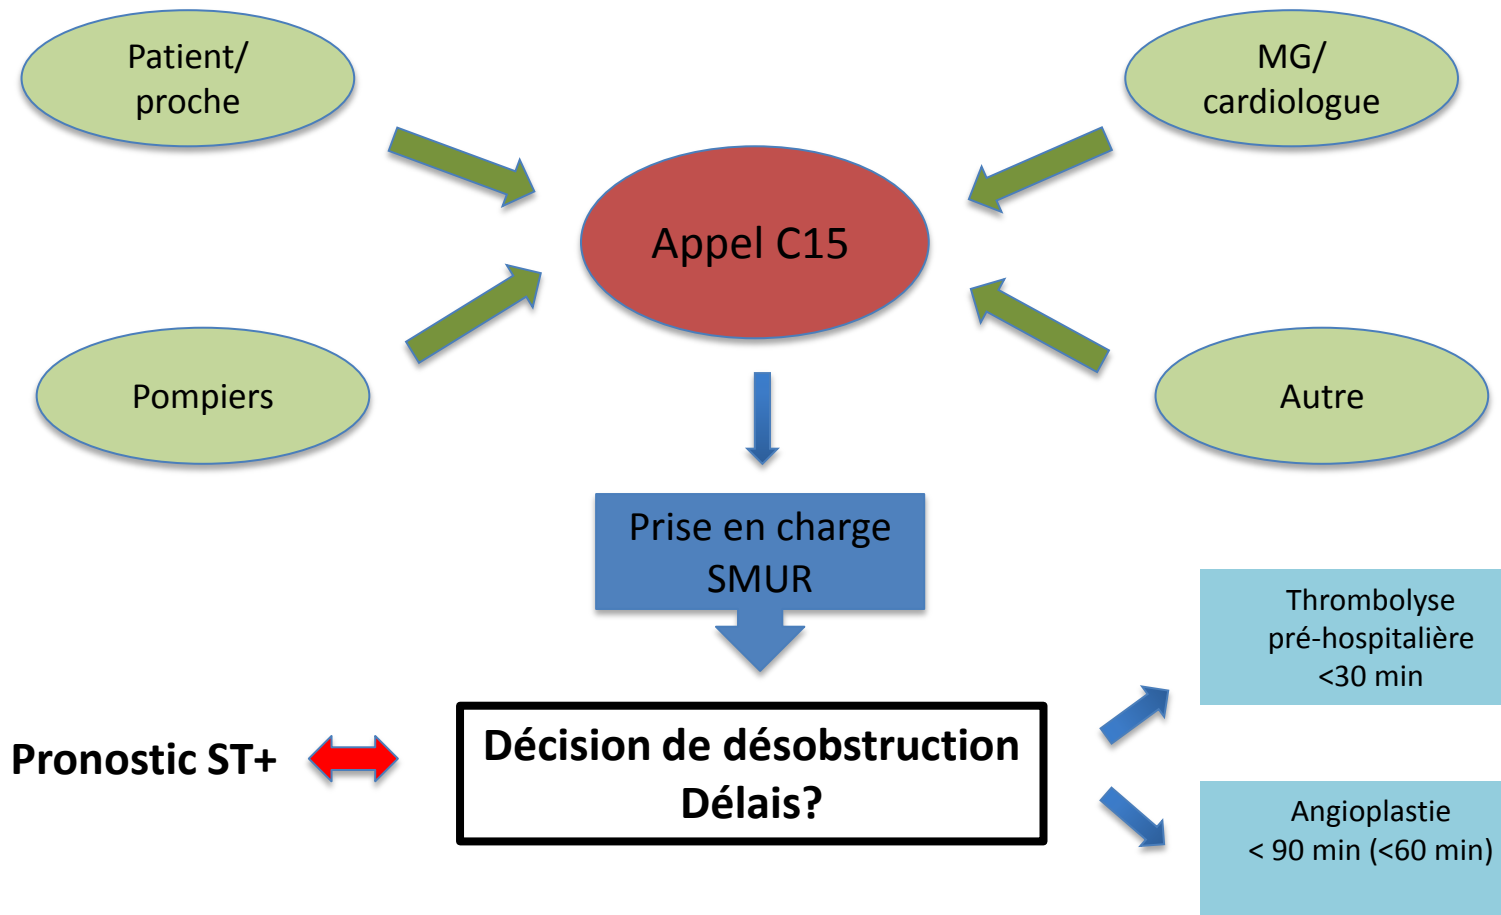 Patient/
proche
MG/
cardiologue
Appel C15
Pompiers
Autre
Prise en charge
SMUR
Thrombolyse
pré-hospitalière
<30 min
Pronostic ST+
Décision de désobstruction
Délais?
Angioplastie
< 90 min (<60 min)